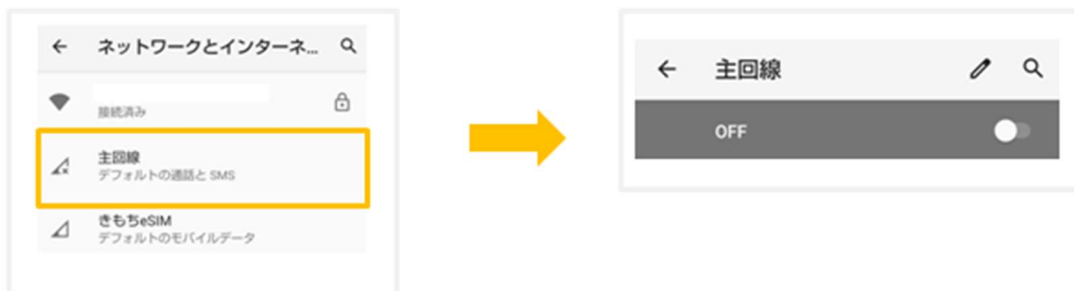 ネットワークとインターネ...
接続済み
主回線
デフォルトの通話と SMS
きもちeSIM
デフォルトのモバイルデータ
主回線
OFF